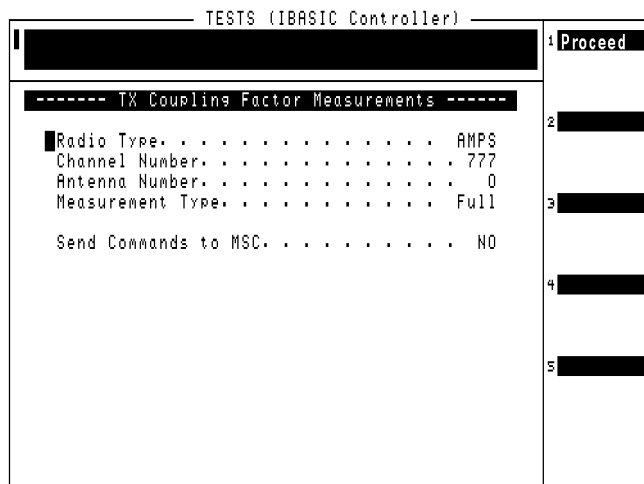 TESTS (IBASIC Controller)
1 Proceed
------- TX Coupling Factor Measurements ------
2
Radio Type. . . . . . . . . . . . . . AMPS
Channel Number. . . . . . . . . . . . . 777
Antenna Number. . . . . . . . . . . . . 0
Measurement Type. . . . . . . . . . . Full
3
Send Commands to MSC. . . . . . . . . . NO
4
5